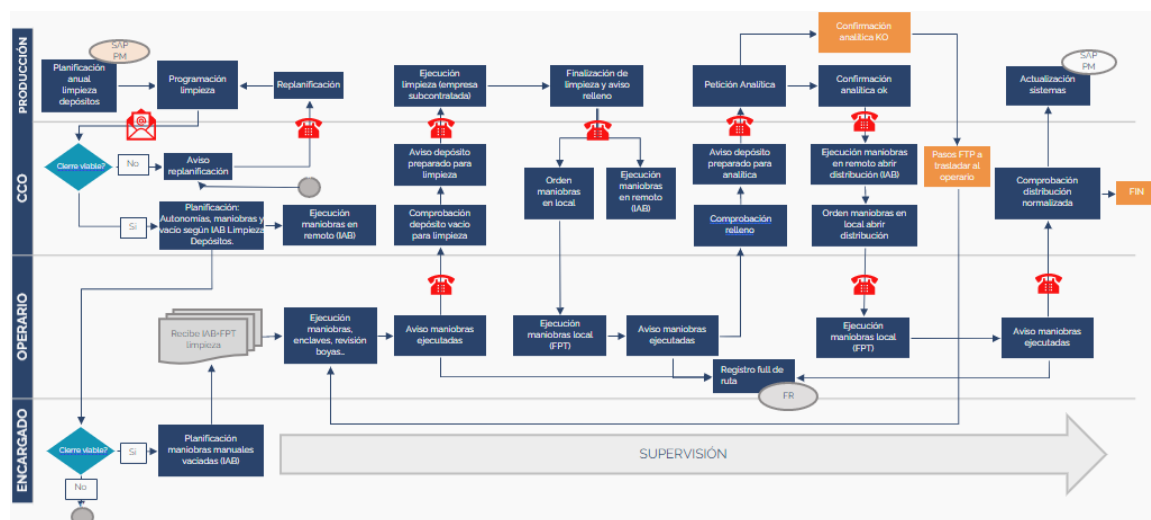 PRODUCCIÓN
SAP
PM
Planificación
anual
limpieza
depósitos
Programación
limpieza
Replanificación
Ejecución
limpieza (empresa
subcontratada)
Finalización de
limpieza y aviso
relleno
Petición Analítica
Confirmación
analítica KO
Confirmación
analítica ok
SAP
PM
Actualización
sistemas
CCO
Cierre viable?
No
Aviso
replanificación
Sí
Planificación:
Autonomías, maniobras y
vacío según IAB Limpieza
Depósitos.
Ejecución
maniobras en
remoto (IAB)
Aviso depósito
preparado para
limpieza
Comprobación
depósito vacío
para limpieza
Orden
maniobras
en local
Ejecución
maniobras en
remoto (IAB)
Aviso depósito
preparado para
analítica
Comprobación
relleno
Ejecución maniobras
en remoto abrir
distribución (IAB)
Orden maniobras en
local abrir
distribución
Pasos FTP a
trasladar al
operario
Comprobación
distribución
normalizada
FIN
OPERARIO
Recibe IAB+FPT
limpieza
Ejecución
maniobras,
enclaves, revisión
boyas...
Aviso maniobras
ejecutadas
Ejecución
maniobras local
(FPT)
Aviso maniobras
ejecutadas
Registro full de
ruta
FR
Ejecución
maniobras local
(FPT)
Aviso maniobras
ejecutadas
ENCARGADO
Cierre viable?
Sí
No
Planificación
maniobras manuales
vaciadas (IAB)
SUPERVISIÓN